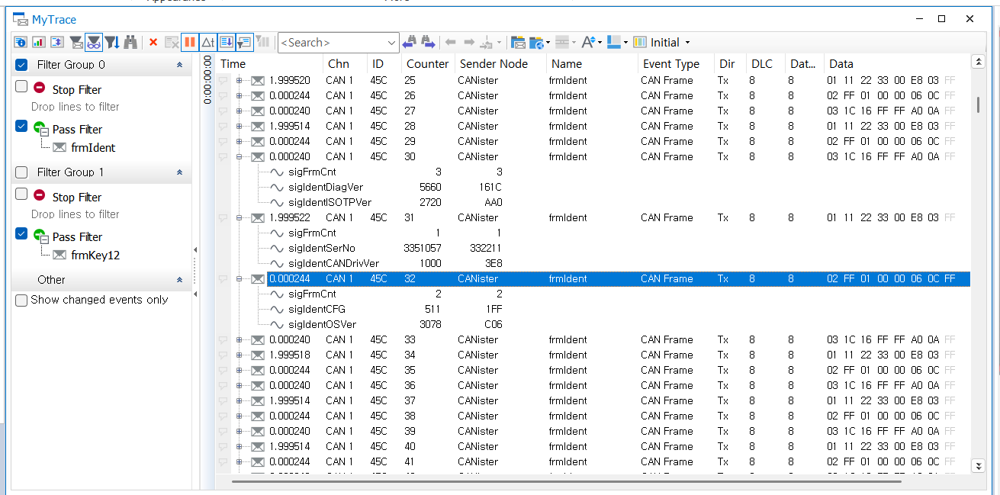 MyTrace
<Search>
Δt
A
Initial
Filter Group 0
Stop Filter
Drop lines to filter
Pass Filter
frmIdent
Filter Group 1
Stop Filter
Drop lines to filter
Pass Filter
frmKey12
Other
Show changed events only
0:00:00:00
Time Chn ID Counter Sender Node Name Event Type Dir DLC Dat... Data
1.999520 CAN 1 45C 25 CANister frmIdent CAN Frame Tx 8 8 01 11 22 33 00 E8 03 FF
0.000244 CAN 1 45C 26 CANister frmIdent CAN Frame Tx 8 8 02 FF 01 00 00 06 0C FF
0.000240 CAN 1 45C 27 CANister frmIdent CAN Frame Tx 8 8 03 1C 16 FF FF A0 0A FF
1.999514 CAN 1 45C 28 CANister frmIdent CAN Frame Tx 8 8 01 11 22 33 00 E8 03 FF
0.000244 CAN 1 45C 29 CANister frmIdent CAN Frame Tx 8 8 02 FF 01 00 00 06 0C FF
0.000240 CAN 1 45C 30 CANister frmIdent CAN Frame Tx 8 8 03 1C 16 FF FF A0 0A FF
sigFrmCnt 3 3
sigIdentDiagVer 5660 161C
sigIdentISOTPVer 2720 AA0
1.999522 CAN 1 45C 31 CANister frmIdent CAN Frame Tx 8 8 01 11 22 33 00 E8 03 FF
sigFrmCnt 1 1
sigIdentSerNo 3351057 332211
sigIdentCANDrivVer 1000 3E8
0.000244 CAN 1 45C 32 CANister frmIdent CAN Frame Tx 8 8 02 FF 01 00 00 06 0C FF
sigFrmCnt 2 2
sigIdentCFG 511 1FF
sigIdentOSVer 3078 C06
0.000240 CAN 1 45C 33 CANister frmIdent CAN Frame Tx 8 8 03 1C 16 FF FF A0 0A FF
1.999518 CAN 1 45C 34 CANister frmIdent CAN Frame Tx 8 8 01 11 22 33 00 E8 03 FF
0.000244 CAN 1 45C 35 CANister frmIdent CAN Frame Tx 8 8 02 FF 01 00 00 06 0C FF
0.000240 CAN 1 45C 36 CANister frmIdent CAN Frame Tx 8 8 03 1C 16 FF FF A0 0A FF
1.999514 CAN 1 45C 37 CANister frmIdent CAN Frame Tx 8 8 01 11 22 33 00 E8 03 FF
0.000244 CAN 1 45C 38 CANister frmIdent CAN Frame Tx 8 8 02 FF 01 00 00 06 0C FF
0.000240 CAN 1 45C 39 CANister frmIdent CAN Frame Tx 8 8 03 1C 16 FF FF A0 0A FF
1.999514 CAN 1 45C 40 CANister frmIdent CAN Frame Tx 8 8 01 11 22 33 00 E8 03 FF
0.000244 CAN 1 45C 41 CANister frmIdent CAN Frame Tx 8 8 02 FF 01 00 00 06 0C FF